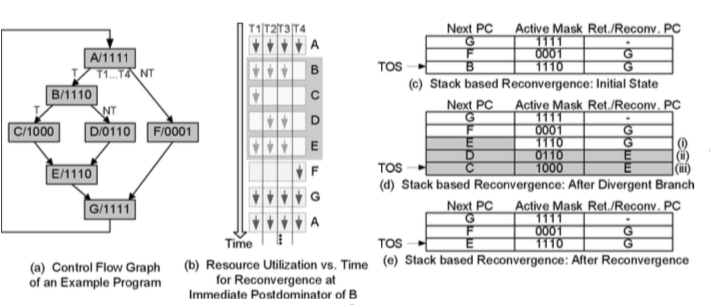 A/1111
T
T1...T4
NT
B/1110
T
NT
C/1000
D/0110
F/0001
E/1110
G/1111
(a) Control Flow Graph
of an Example Program
T1 T2 T3 T4
A
B
C
D
E
F
G
A
Time
(b) Resource Utilization vs. Time
for Reconvergence at
Immediate Postdominator of B
Next PC Active Mask Ret./Reconv. PC
G 1111 -
F 0001 G
TOS B 1110 G
(c) Stack based Reconvergence: Initial State
Next PC Active Mask Ret./Reconv. PC
G 1111 -
F 0001 G
E 1110 G (i)
D 0110 E (ii)
TOS C 1000 E (iii)
(d) Stack based Reconvergence: After Divergent Branch
Next PC Active Mask Ret./Reconv. PC
G 1111 -
F 0001 G
TOS E 1110 G
(e) Stack based Reconvergence: After Reconvergence